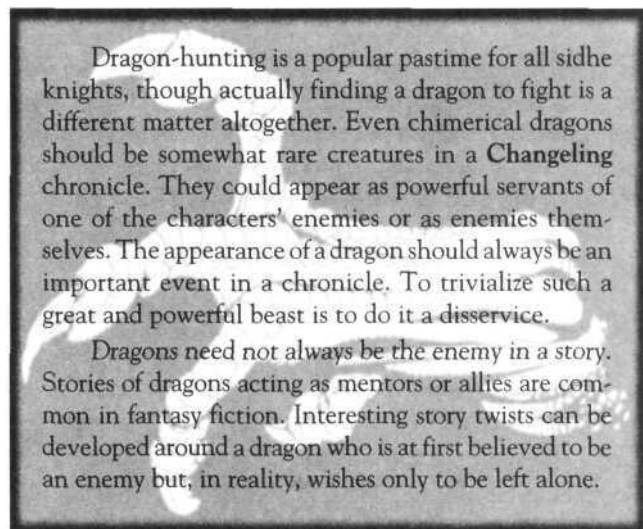 Dragon-hunting is a popular pastime for all sidhe
knights, though actually finding a dragon to fight is a
different matter altogether. Even chimerical dragons
should be somewhat rare creatures in a Changeling
chronicle. They could appear as powerful servants of
one of the characters' enemies or as enemies them-
selves. The appearance of a dragon should always be an
important event in a chronicle. To trivialize such a
great and powerful beast is to do it a disservice.
Dragons need not always be the enemy in a story.
Stories of dragons acting as mentors or allies are com-
mon in fantasy fiction. Interesting story twists can be
developed around a dragon who is at first believed to be
an enemy but, in reality, wishes only to be left alone.